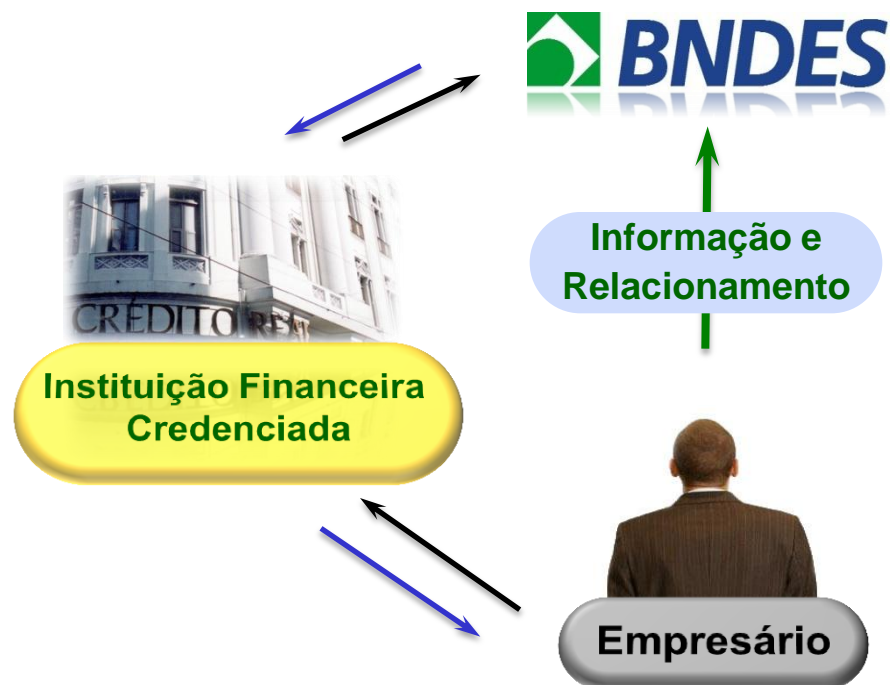 BNDES
Informação e
Relacionamento
CRÉDITO
Instituição Financeira
Credenciada
Empresário